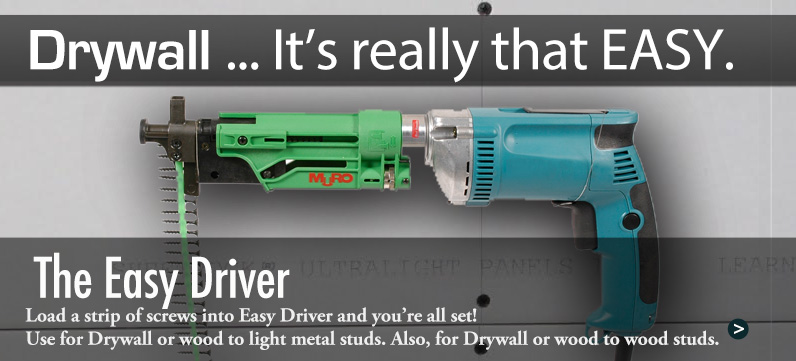 Drywall ... It’s really that EASY.
MURO
ULTRALIGHT PANELS
LEARN
The Easy Driver
Load a strip of screws into Easy Driver and you’re all set!
Use for Drywall or wood to light metal studs. Also, for Drywall or wood to wood studs.